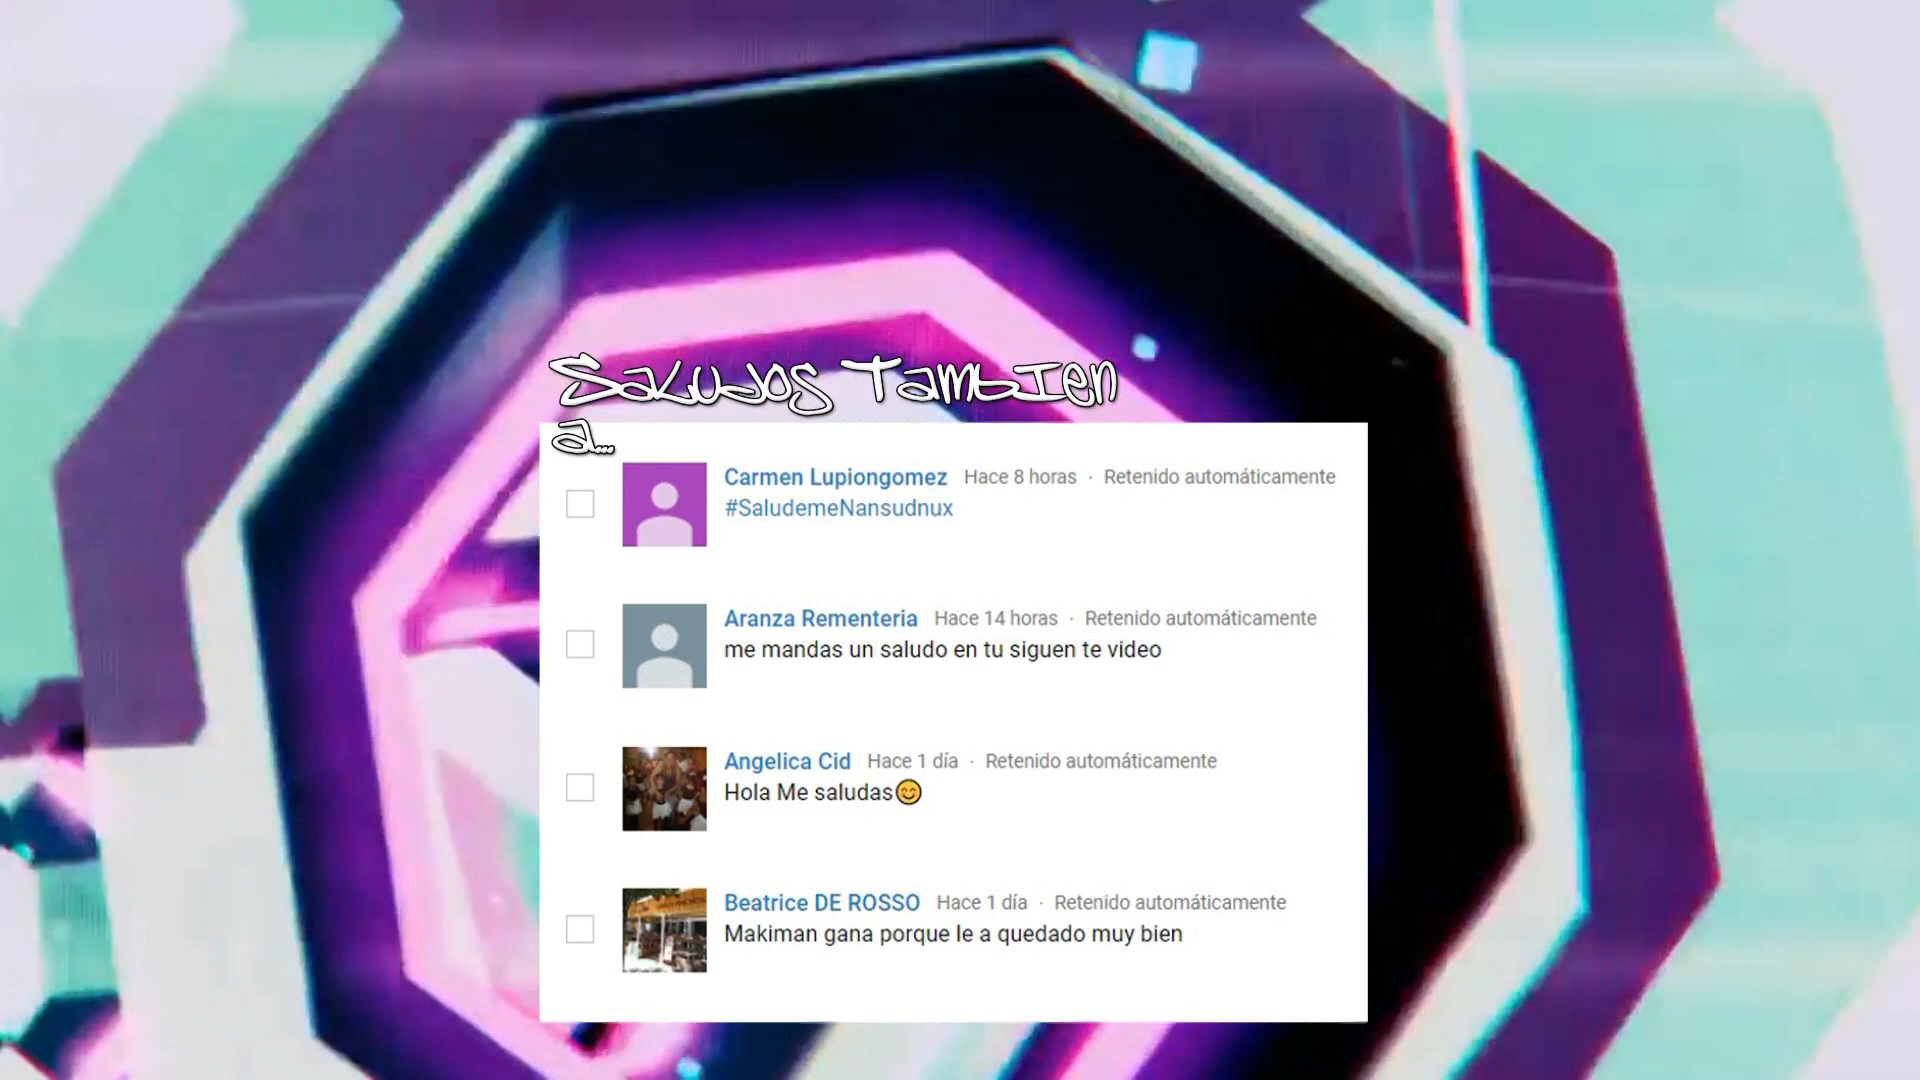 Saludos Tambien
a...
Carmen Lupiongomez Hace 8 horas · Retenido automáticamente
#SaludemeNansudnux
Aranza Rementeria Hace 14 horas · Retenido automáticamente
me mandas un saludo en tu siguen te video
Angelica Cid Hace 1 día · Retenido automáticamente
Hola Me saludas😊
Beatrice DE ROSSO Hace 1 día · Retenido automáticamente
Makiman gana porque le a quedado muy bien